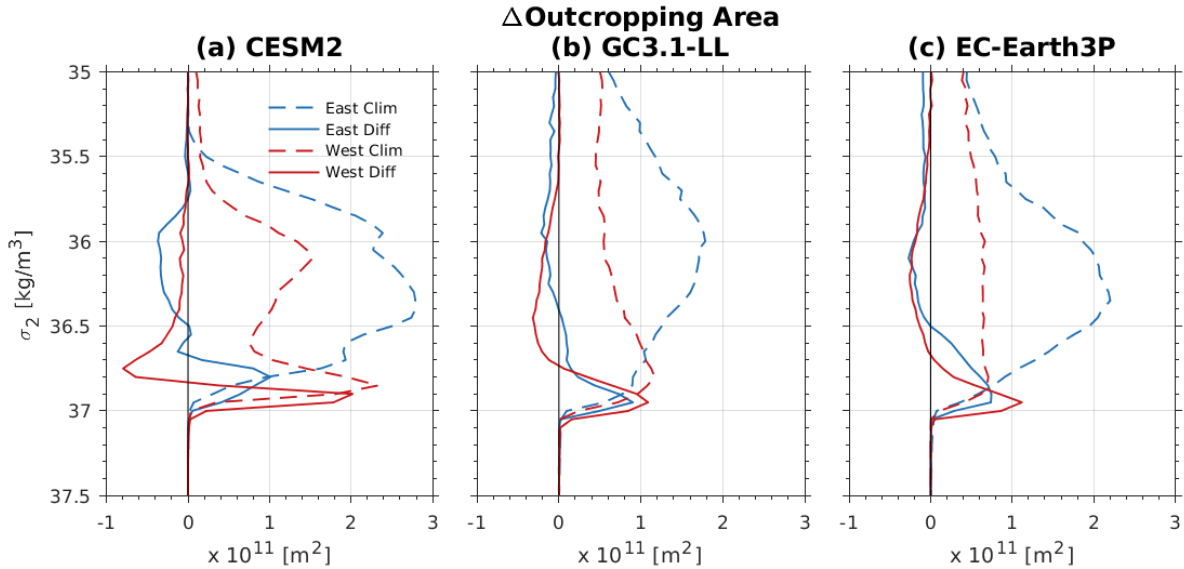 ΔOutcropping Area
(a) CESM2
(b) GC3.1-LL
(c) EC-Earth3P
35
35.5
36
36.5
37
37.5
σ2 [kg/m3]
East Clim
East Diff
West Clim
West Diff
-1 0 1 2 3
-1 0 1 2 3
-1 0 1 2 3
x 10^11 [m2]
x 10^11 [m2]
x 10^11 [m2]